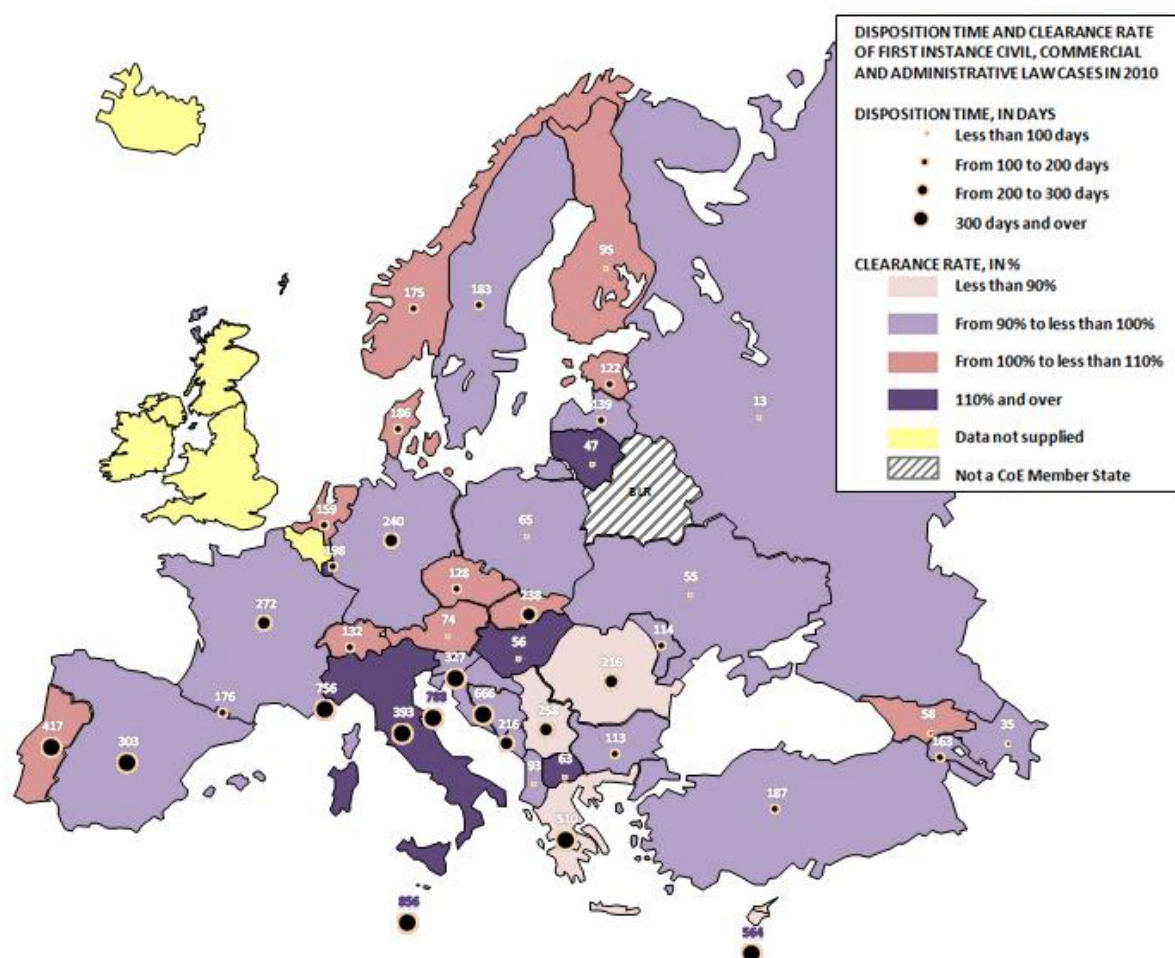 DISPOSITION TIME AND CLEARANCE RATE
OF FIRST INSTANCE CIVIL, COMMERCIAL
AND ADMINISTRATIVE LAW CASES IN 2010
DISPOSITION TIME, IN DAYS
Less than 100 days
From 100 to 200 days
From 200 to 300 days
300 days and over
CLEARANCE RATE, IN %
Less than 90%
From 90% to less than 100%
From 100% to less than 110%
110% and over
Data not supplied
Not a CoE Member State
95
175
183
122
139
13
186
47
BLR
159
240
65
198
128
55
238
272
74
132
56
114
327
216
176
756
788
666
417
393
258
216
303
113
58
35
163
93
63
187
510
856
564